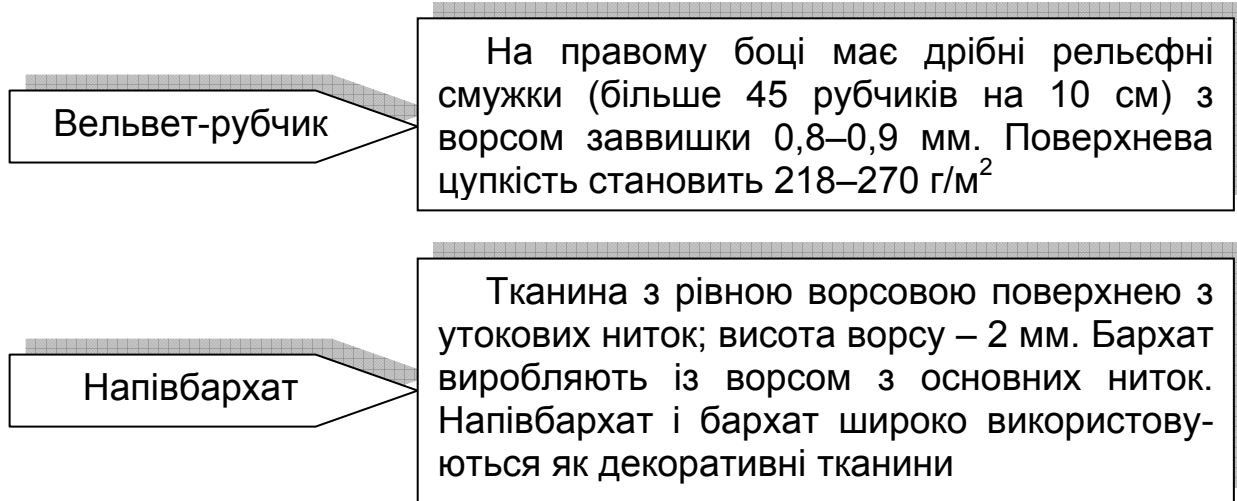 Вельвет-рубчик
На правому боці має дрібні рельєфні
смужки (більше 45 рубчиків на 10 см) з
ворсом заввишки 0,8–0,9 мм. Поверхнева
цупкість становить 218–270 г/м²
Напівбархат
Тканина з рівною ворсовою поверхнею з
утокових ниток; висота ворсу – 2 мм. Бархат
виробляють із ворсом з основних ниток.
Напівбархат і бархат широко використову-
ються як декоративні тканини